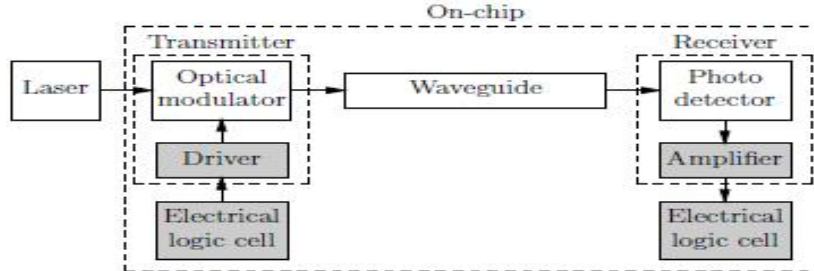 On-chip
Transmitter
Receiver
Laser
Optical
modulator
Waveguide
Photo
detector
Driver
Amplifier
Electrical
logic cell
Electrical
logic cell